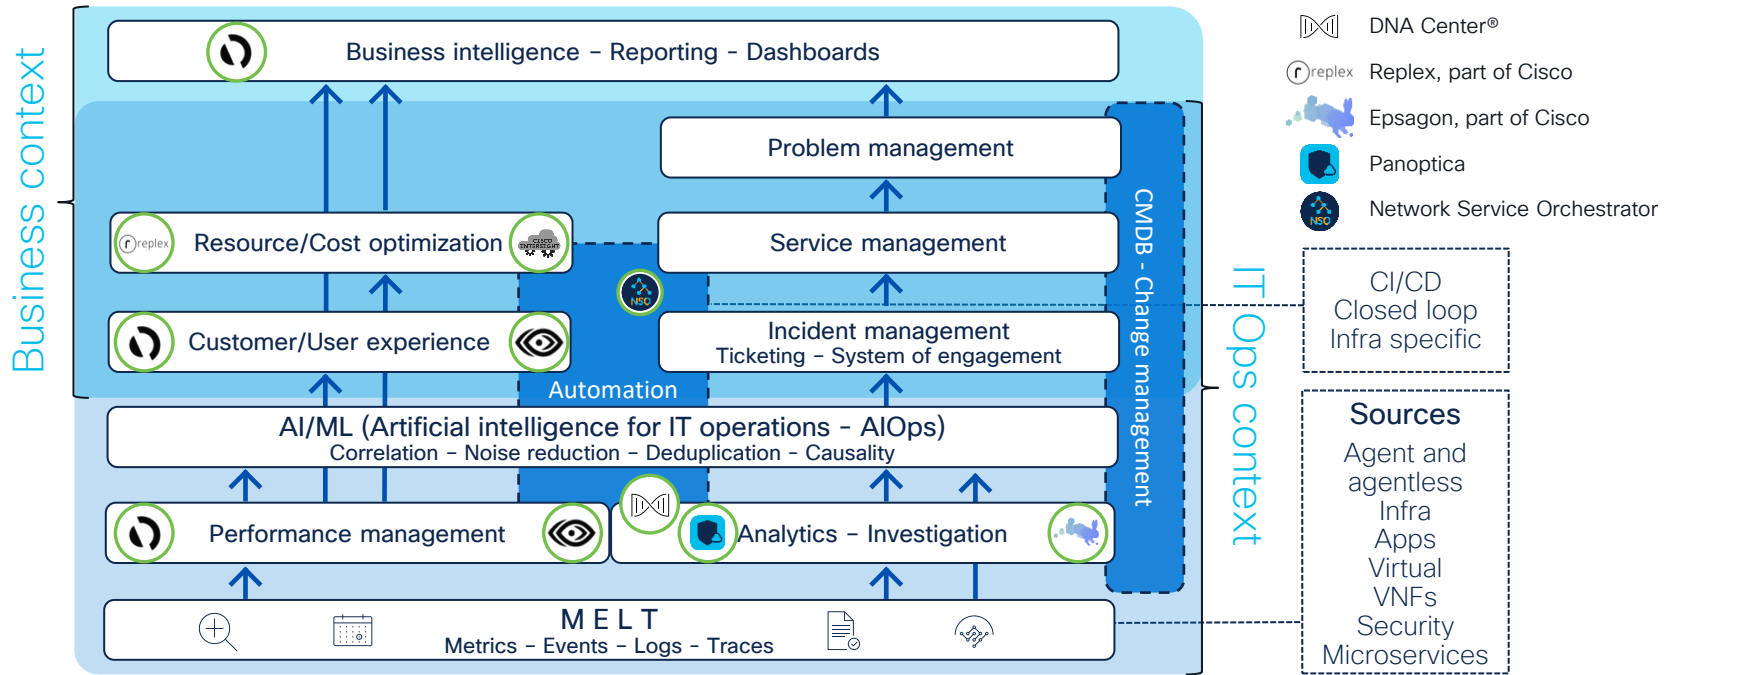 Business context
Business intelligence – Reporting – Dashboards
Problem management
replex
Resource/Cost optimization
CISCO
INTERSIGHT
Service management
NSO
Customer/User experience
Incident management
Ticketing – System of engagement
Automation
AI/ML (Artificial intelligence for IT operations – AIOps)
Correlation – Noise reduction – Deduplication – Causality
Performance management
Analytics – Investigation
MELT
Metrics – Events – Logs – Traces
CMDB - Change management
IT Ops context
DNA Center®
replex
Replex, part of Cisco
Epsagon, part of Cisco
Panoptica
NSO
Network Service Orchestrator
CI/CD
Closed loop
Infra specific
Sources
Agent and
agentless
Infra
Apps
Virtual
VNFs
Security
Microservices